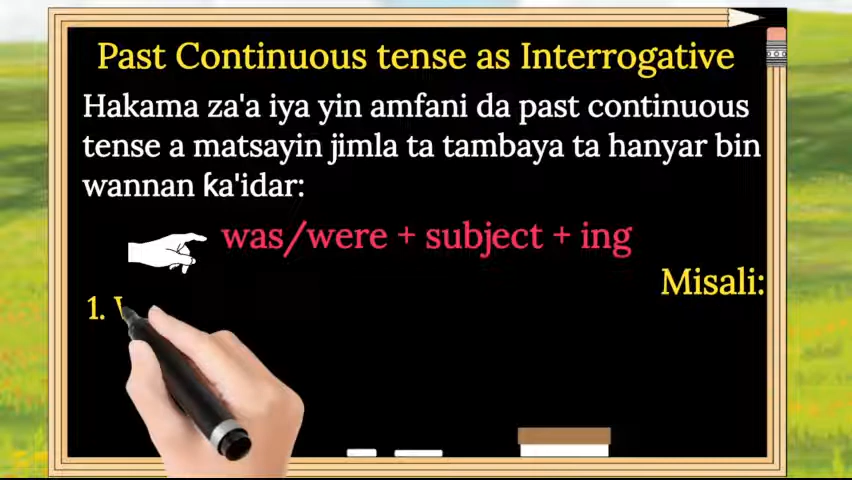 Past Continuous tense as Interrogative
Hakama za'a iya yin amfani da past continuous
tense a matsayin jimla ta tambaya ta hanyar bin
wannan ƙa'idar:
was/were + subject + ing
Misali:
1.